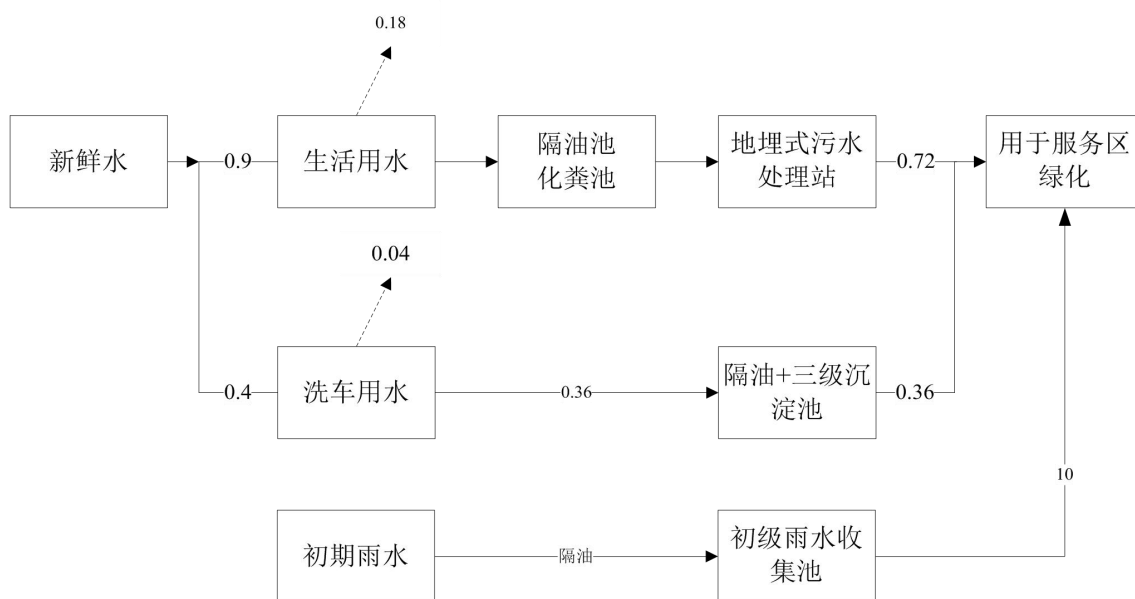 0.18
新鲜水
0.9
生活用水
隔油池
化粪池
地埋式污水
处理站
0.72
用于服务区
绿化
0.04
0.4
洗车用水
0.36
隔油+三级沉
淀池
0.36
10
初期雨水
隔油
初级雨水收
集池